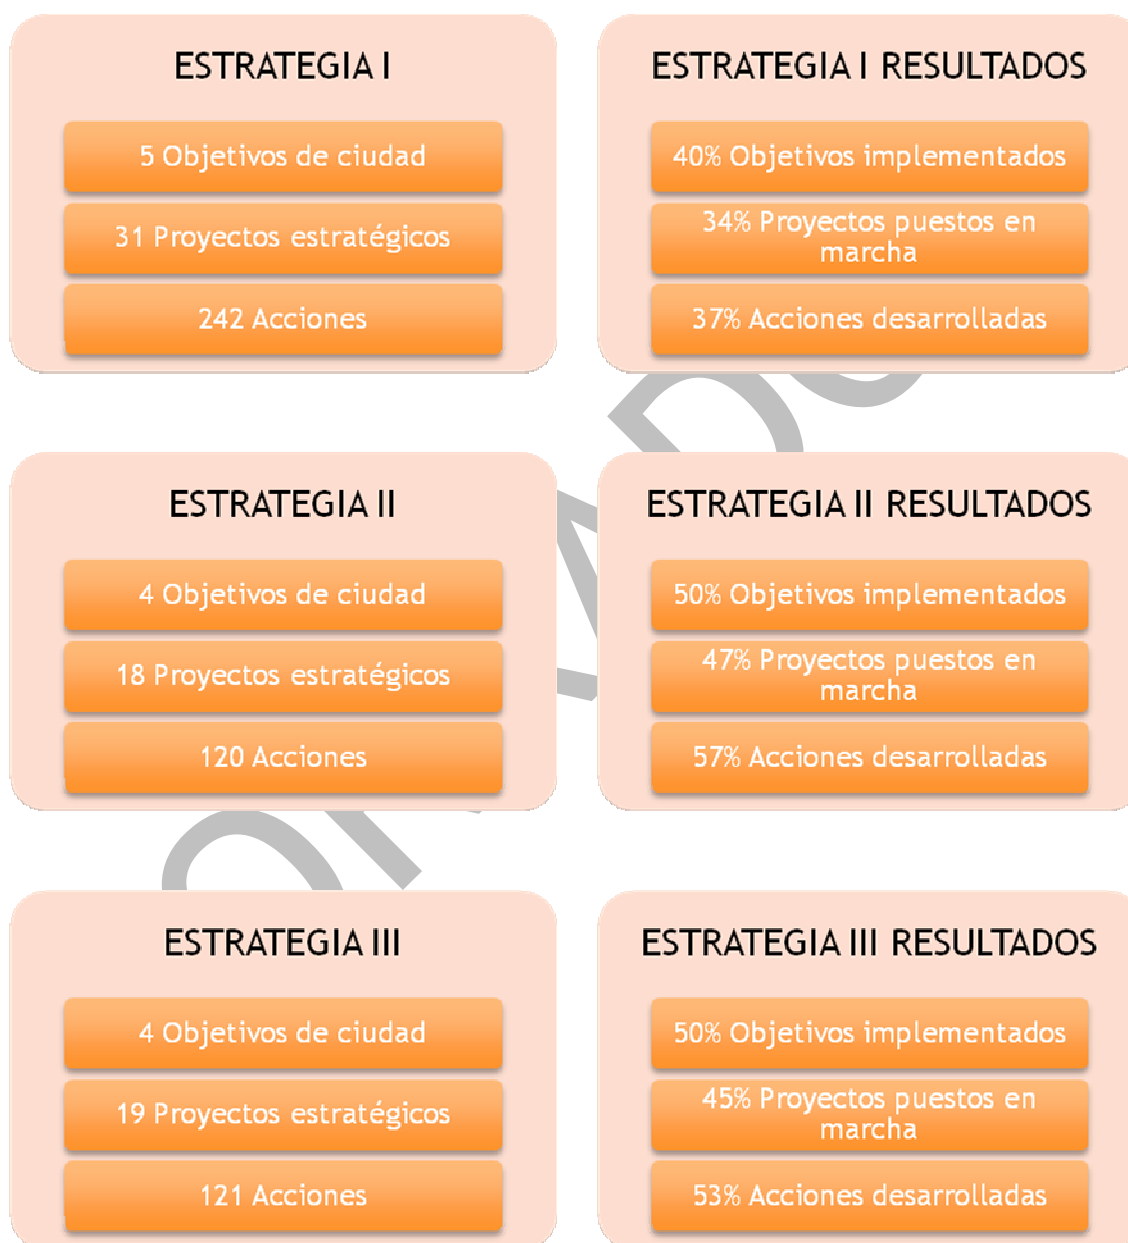 ESTRATEGIA I
5 Objetivos de ciudad
31 Proyectos estratégicos
242 Acciones
ESTRATEGIA I RESULTADOS
40% Objetivos implementados
34% Proyectos puestos en
marcha
37% Acciones desarrolladas
ESTRATEGIA II
4 Objetivos de ciudad
18 Proyectos estratégicos
120 Acciones
ESTRATEGIA II RESULTADOS
50% Objetivos implementados
47% Proyectos puestos en
marcha
57% Acciones desarrolladas
ESTRATEGIA III
4 Objetivos de ciudad
19 Proyectos estratégicos
121 Acciones
ESTRATEGIA III RESULTADOS
50% Objetivos implementados
45% Proyectos puestos en
marcha
53% Acciones desarrolladas